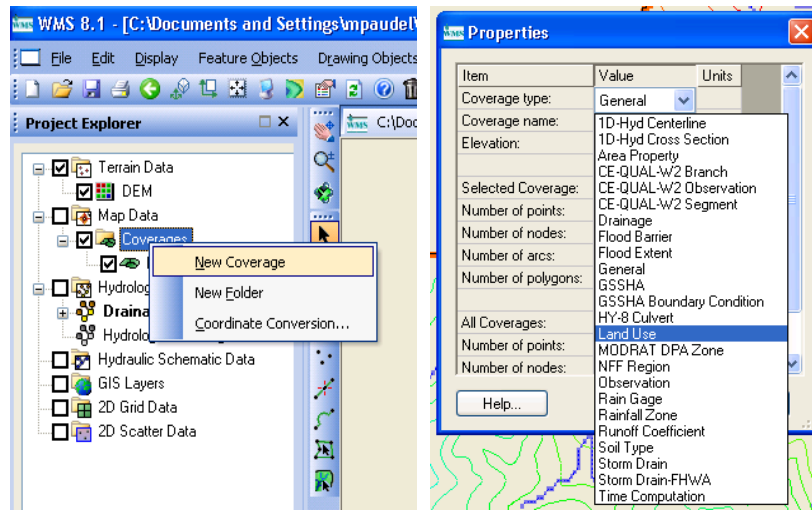 WMS 8.1 - [C:\Documents and Settings\mpaudel\
File Edit Display Feature Objects Drawing Objects
Project Explorer
C:\Doc
Terrain Data
DEM
Map Data
Coverages
New Coverage
New Folder
Coordinate Conversion...
Hydrolog
Draina
Hydrolog
Hydraulic Schematic Data
GIS Layers
2D Grid Data
2D Scatter Data
WMS Properties
Item Value Units
Coverage type: General
Coverage name:
Elevation:
Selected Coverage:
Number of points:
Number of nodes:
Number of arcs:
Number of polygons:
All Coverages:
Number of points:
Number of nodes:
Help...
1D-Hyd Centerline
1D-Hyd Cross Section
Area Property
CE-QUAL-W2 Branch
CE-QUAL-W2 Observation
CE-QUAL-W2 Segment
Drainage
Flood Barrier
Flood Extent
General
GSSHA
GSSHA Boundary Condition
HY-8 Culvert
Land Use
MODRAT DPA Zone
NFF Region
Observation
Rain Gage
Rainfall Zone
Runoff Coefficient
Soil Type
Storm Drain
Storm Drain-FHWA
Time Computation